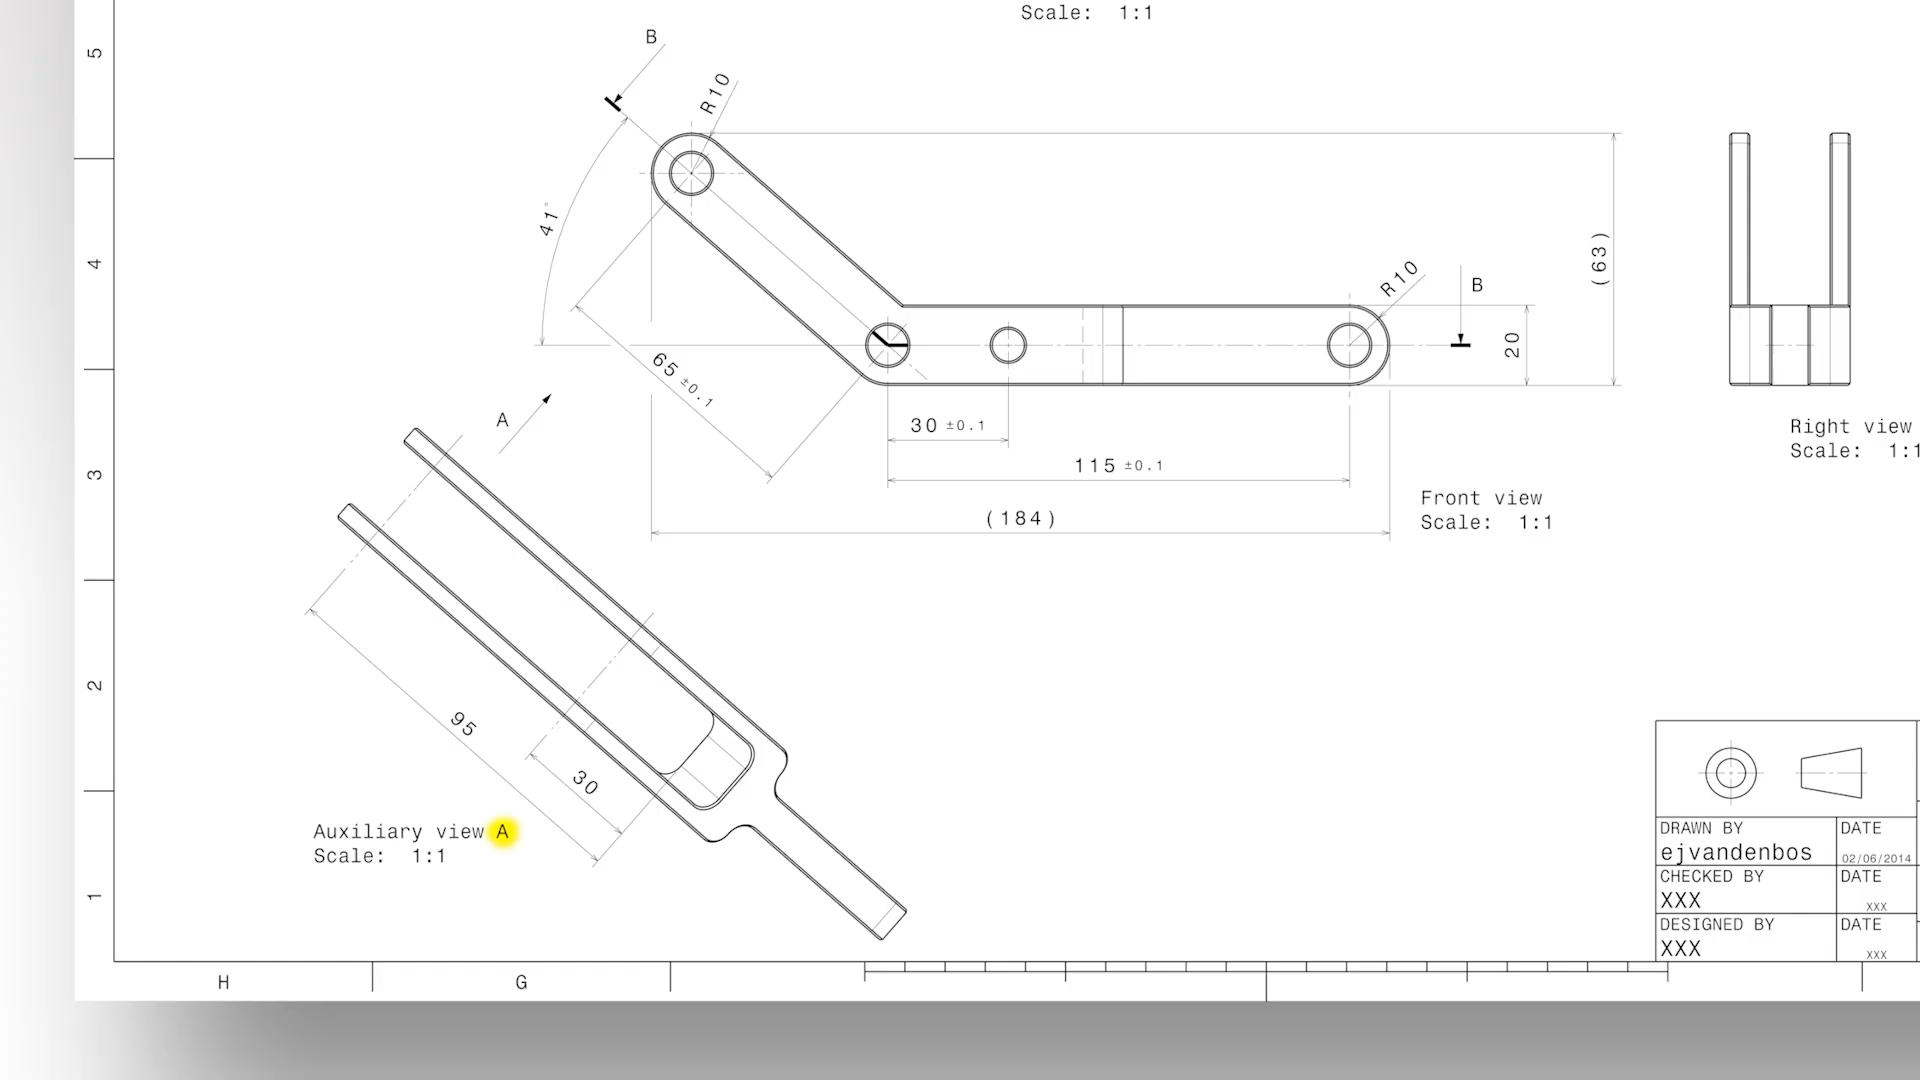 Scale: 1:1
5
B
R10
41°
4
(63)
R10
B
20
65 ±0.1
A
30 ±0.1
Right view
Scale: 1:1
3
115 ±0.1
Front view
Scale: 1:1
(184)
2
95
30
Auxiliary view A
Scale: 1:1
1
DRAWN BY
ejvandenbos
DATE
02/06/2014
CHECKED BY
XXX
DATE
XXX
DESIGNED BY
XXX
DATE
XXX
H
G